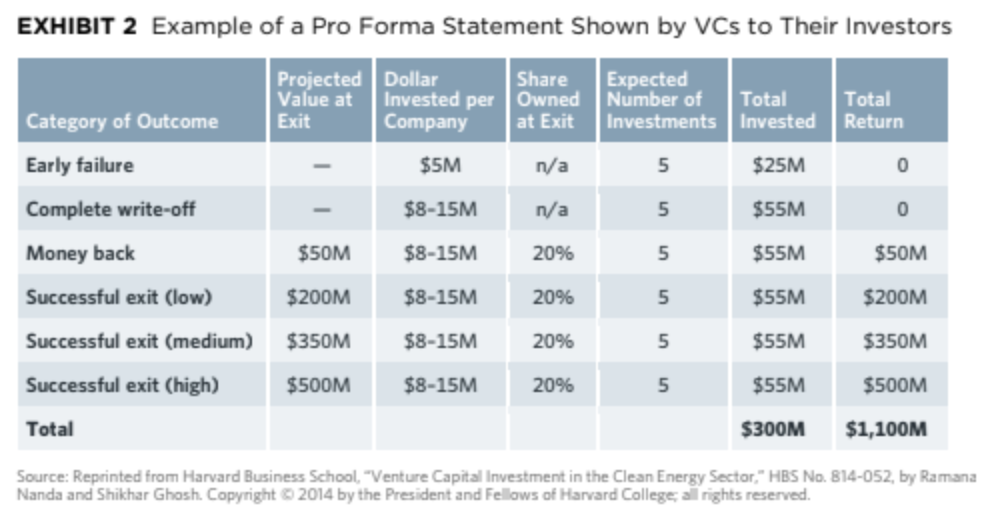 EXHIBIT 2 Example of a Pro Forma Statement Shown by VCs to Their Investors
Category of Outcome Projected Value at Exit Dollar Invested per Company Share Owned at Exit Expected Number of Investments Total Invested Total Return
Early failure — $5M n/a 5 $25M 0
Complete write-off — $8–15M n/a 5 $55M 0
Money back $50M $8–15M 20% 5 $55M $50M
Successful exit (low) $200M $8–15M 20% 5 $55M $200M
Successful exit (medium) $350M $8–15M 20% 5 $55M $350M
Successful exit (high) $500M $8–15M 20% 5 $55M $500M
Total $300M $1,100M
Source: Reprinted from Harvard Business School, “Venture Capital Investment in the Clean Energy Sector,” HBS No. 814-052, by Ramana
Nanda and Shikhar Ghosh. Copyright © 2014 by the President and Fellows of Harvard College; all rights reserved.